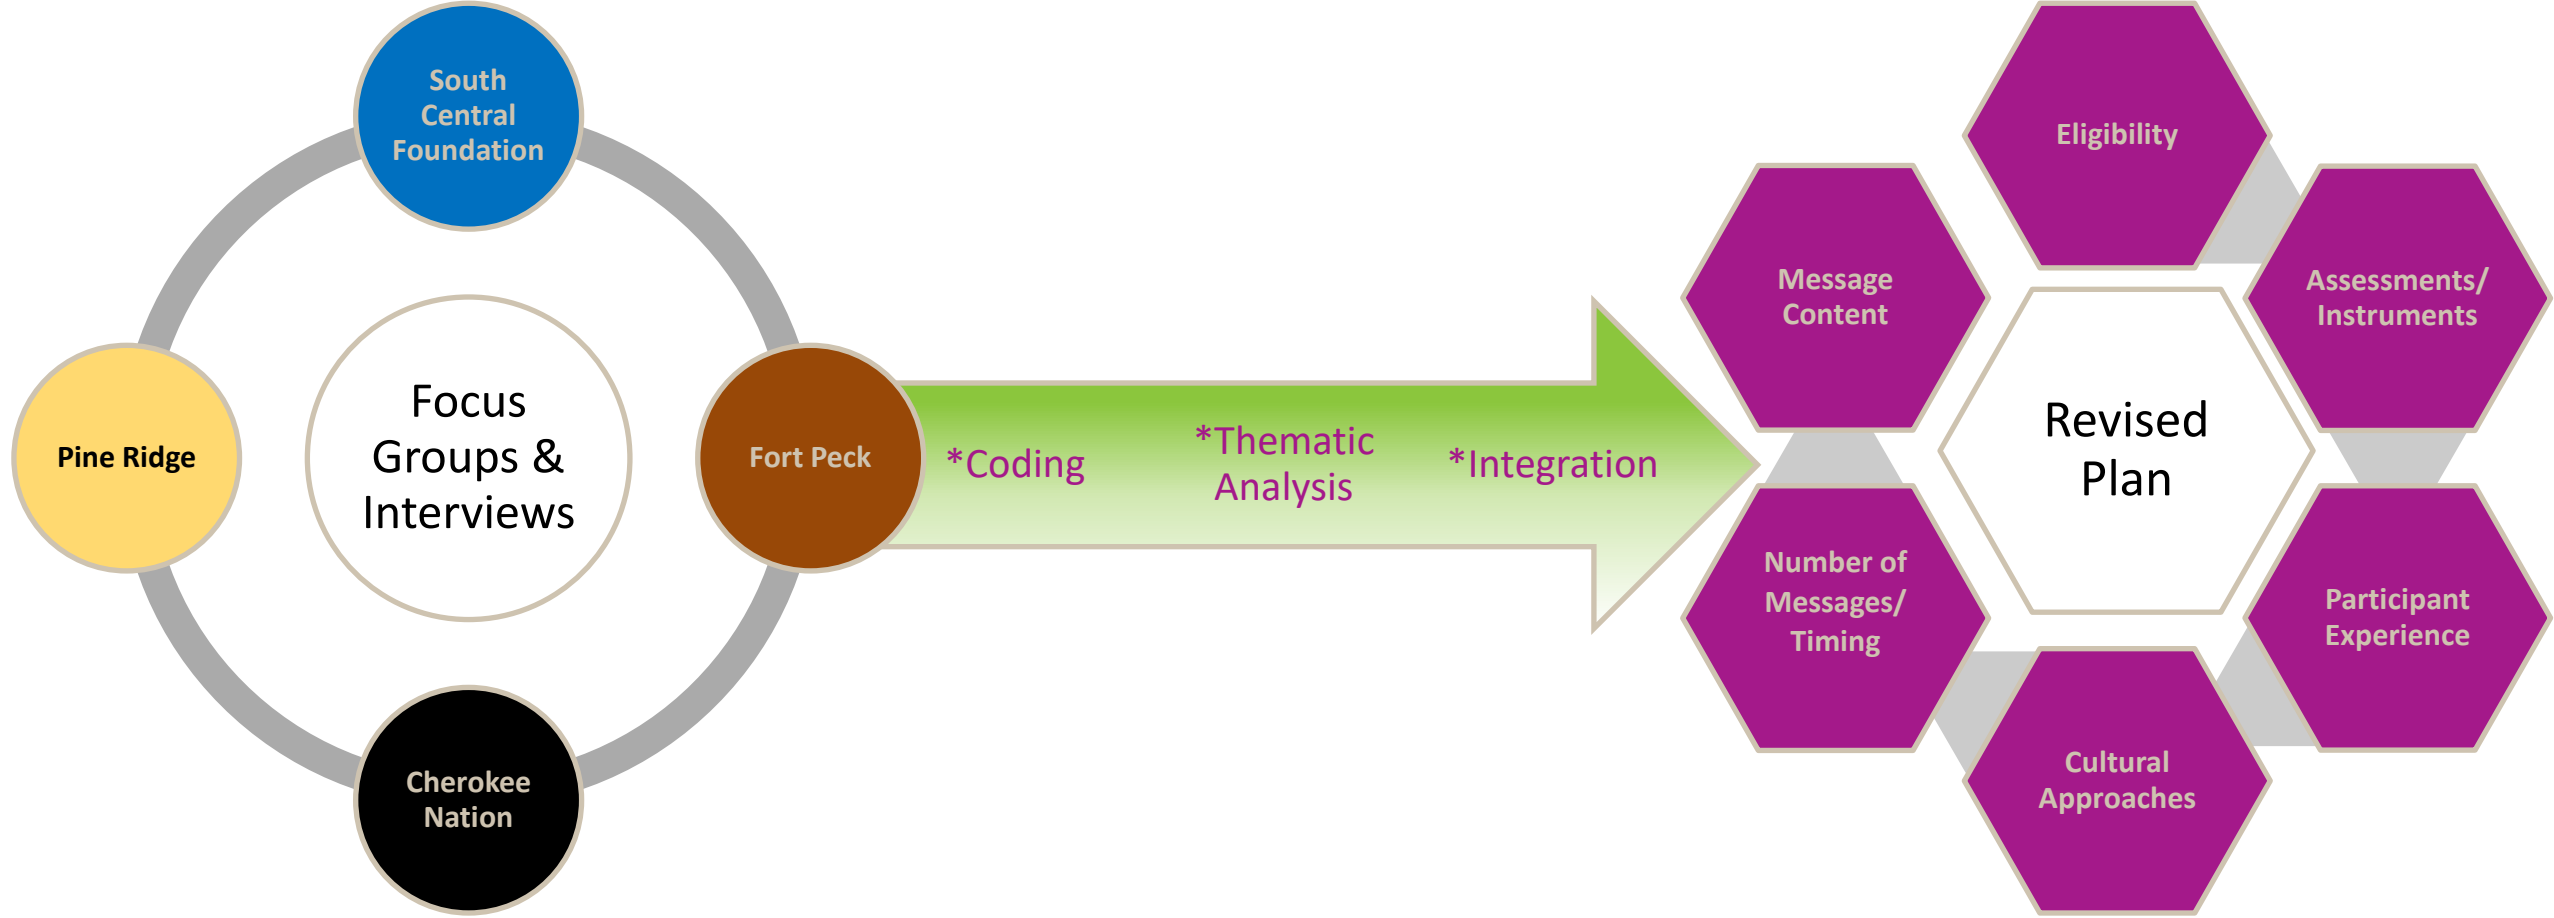 South
Central
Foundation
Pine Ridge
Focus
Groups &
Interviews
Fort Peck
Cherokee
Nation
*Coding
*Thematic
Analysis
*Integration
Eligibility
Message
Content
Assessments/
Instruments
Revised
Plan
Number of
Messages/
Timing
Participant
Experience
Cultural
Approaches